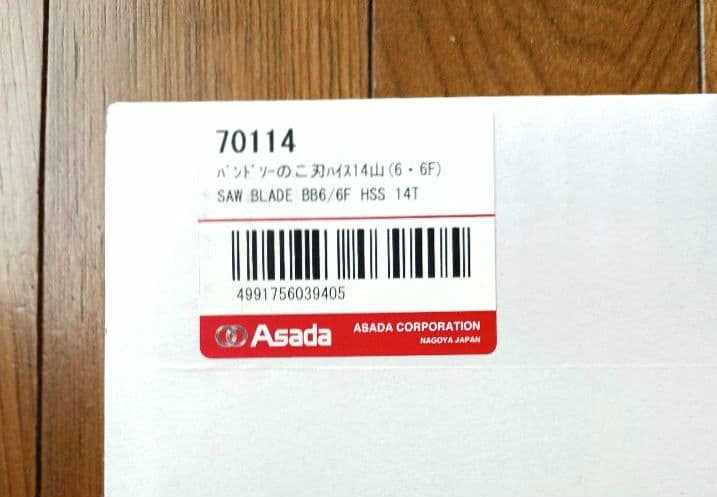 70114
ﾊﾞﾝﾄﾞｿｰのこ刃ﾊｲｽ14山(6・6F)
SAW BLADE BB6/6F HSS 14T
4991756039405
Asada
ASADA CORPORATION
NAGOYA JAPAN